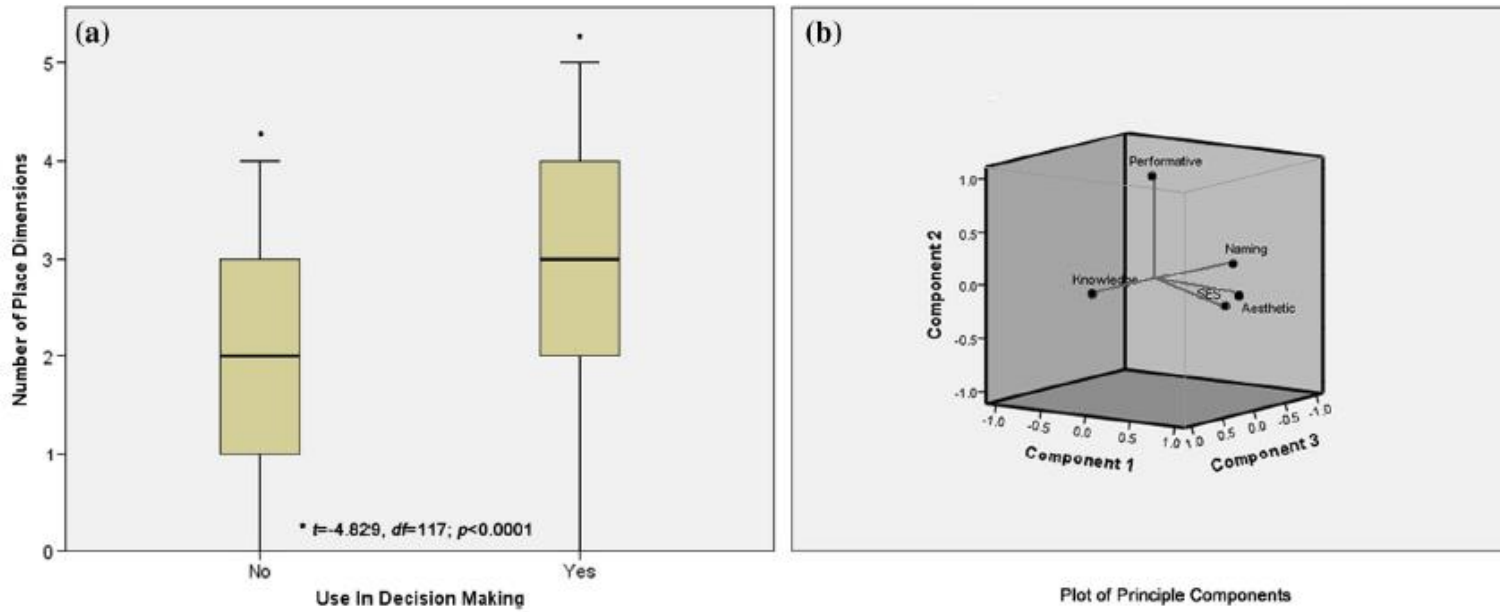 (a)
5
4
3
2
1
0
Number of Place Dimensions
* t=-4.829, df=117; p<0.0001
No
Yes
Use In Decision Making
(b)
Performative
Naming
Knowledge
SES
Aesthetic
Component 2
1.0
0.5
0.0
-0.5
-1.0
-1.0
-0.5
0.0
0.5
1.0
Component 1
1.0
0.5
0.0
-0.5
-1.0
Component 3
Plot of Principle Components